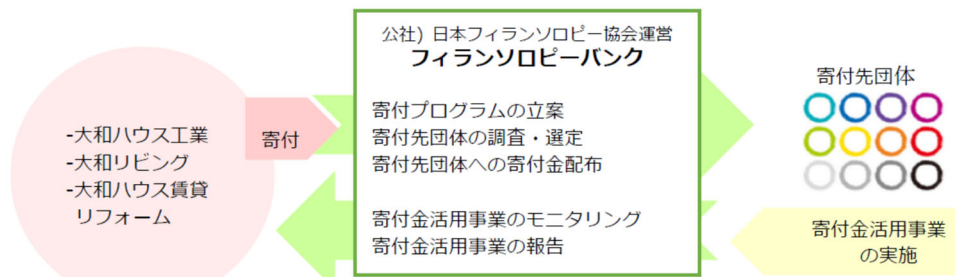 -大和ハウス工業
-大和リビング
-大和ハウス賃貸
リフォーム
寄付
公社) 日本フィランソロピー協会運営
フィランソロピーバンク
寄付プログラムの立案
寄付先団体の調査・選定
寄付先団体への寄付金配布
寄付金活用事業のモニタリング
寄付金活用事業の報告
寄付先団体
寄付金活用事業
の実施